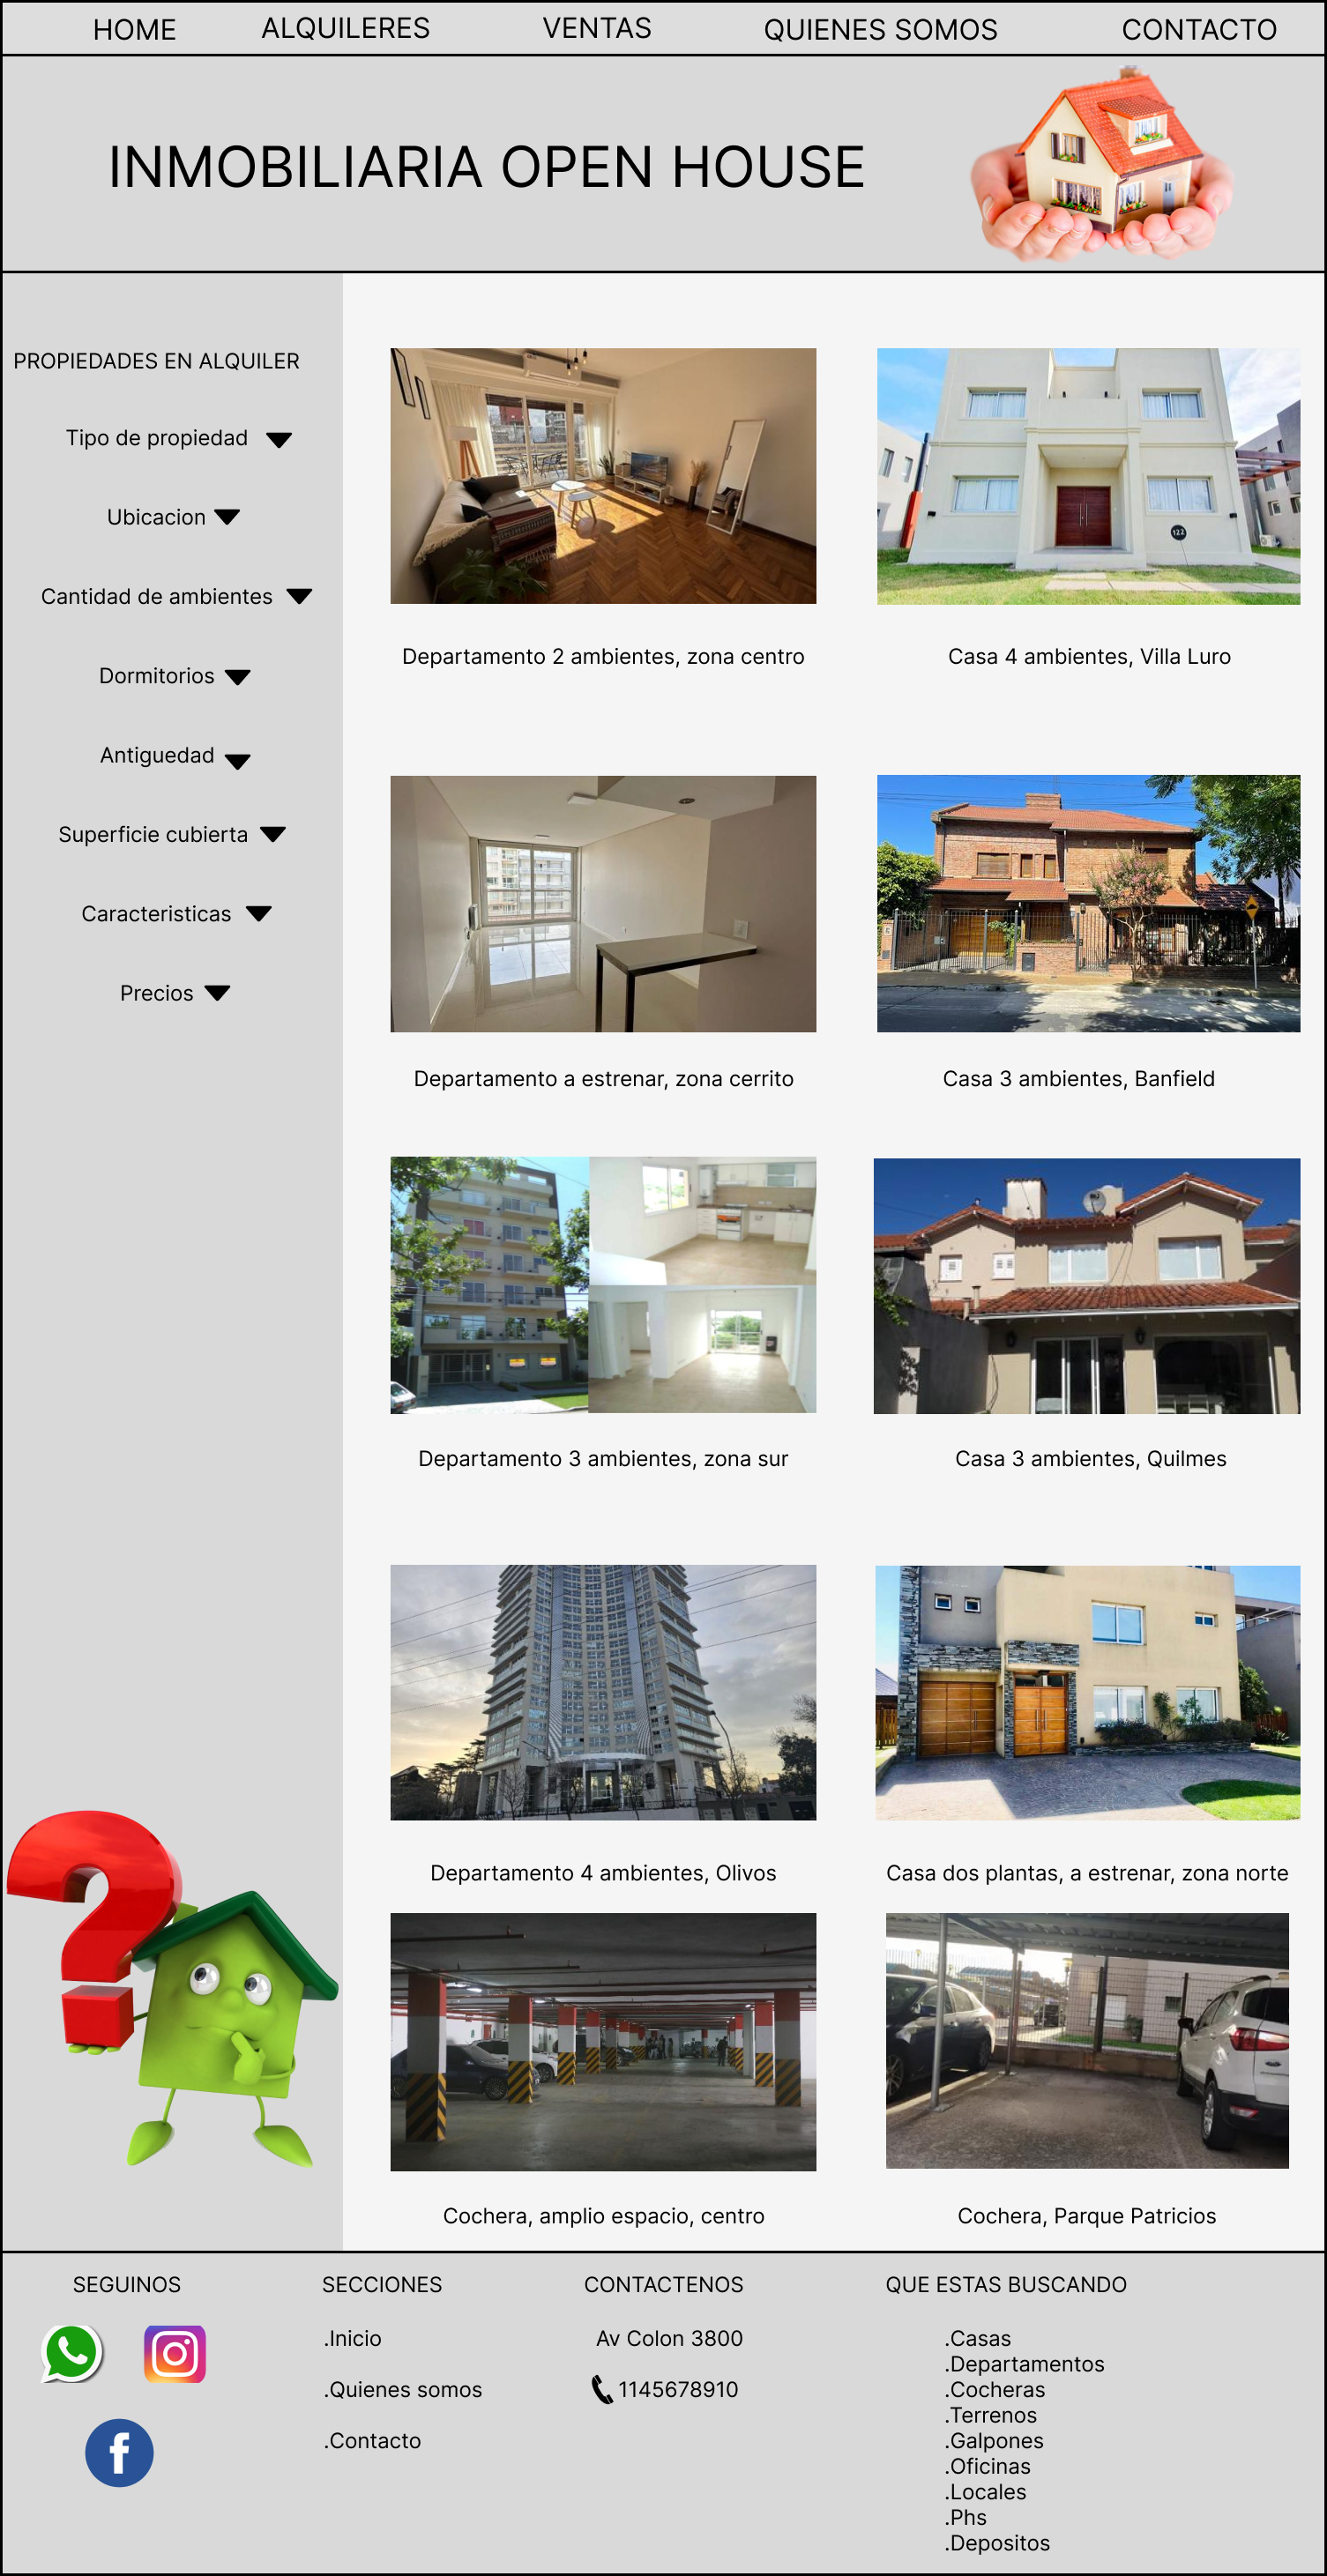 HOME ALQUILERES VENTAS QUIENES SOMOS CONTACTO
INMOBILIARIA OPEN HOUSE
PROPIEDADES EN ALQUILER
Tipo de propiedad
Ubicacion
Cantidad de ambientes
Dormitorios
Antiguedad
Superficie cubierta
Caracteristicas
Precios
122
Departamento 2 ambientes, zona centro
Casa 4 ambientes, Villa Luro
Departamento a estrenar, zona cerrito
Casa 3 ambientes, Banfield
Departamento 3 ambientes, zona sur
Casa 3 ambientes, Quilmes
Departamento 4 ambientes, Olivos
Casa dos plantas, a estrenar, zona norte
Cochera, amplio espacio, centro
Cochera, Parque Patricios
SEGUINOS
SECCIONES
.Inicio
.Quienes somos
.Contacto
CONTACTENOS
Av Colon 3800
1145678910
QUE ESTAS BUSCANDO
.Casas
.Departamentos
.Cocheras
.Terrenos
.Galpones
.Oficinas
.Locales
.Phs
.Depositos